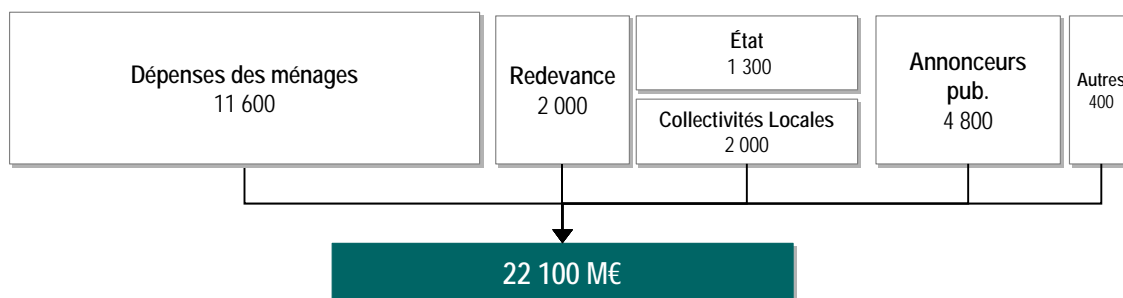 Dépenses des ménages
11 600
Redevance
2 000
État
1 300
Collectivités Locales
2 000
Annonceurs
pub.
4 800
Autres
400
22 100 M€